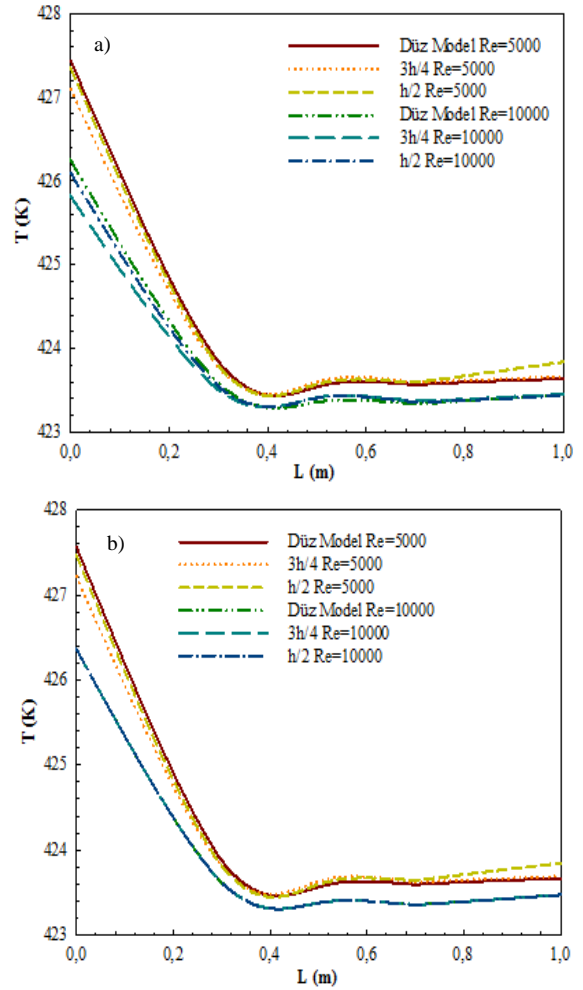 a)
Düz Model Re=5000
3h/4 Re=5000
h/2 Re=5000
Düz Model Re=10000
3h/4 Re=10000
h/2 Re=10000
T (K)
428
427
426
425
424
423
0,0 0,2 0,4 0,6 0,8 1,0
L (m)
b)
Düz Model Re=5000
3h/4 Re=5000
h/2 Re=5000
Düz Model Re=10000
3h/4 Re=10000
h/2 Re=10000
T (K)
428
427
426
425
424
423
0,0 0,2 0,4 0,6 0,8 1,0
L (m)